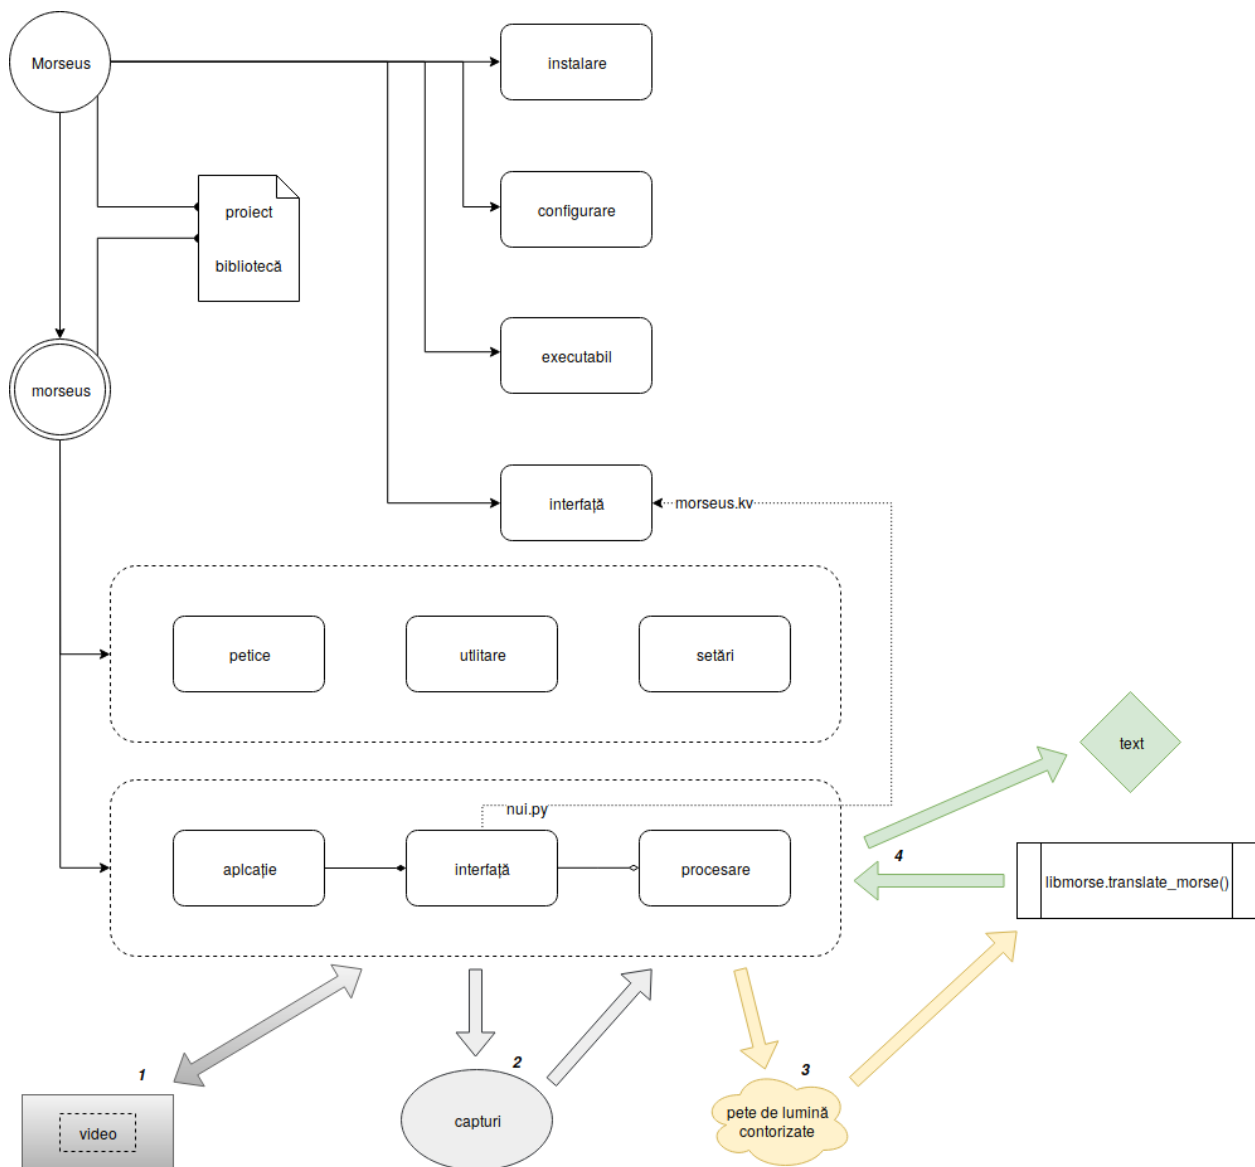 Morseus
instalare
proiect
bibliotecă
configurare
executabil
morseus
interfață
morseus.kv
petice
utlitare
setări
text
nui.py
aplcație
interfață
procesare
4
libmorse.translate_morse()
1
2
3
video
capturi
pete de lumină
contorizate